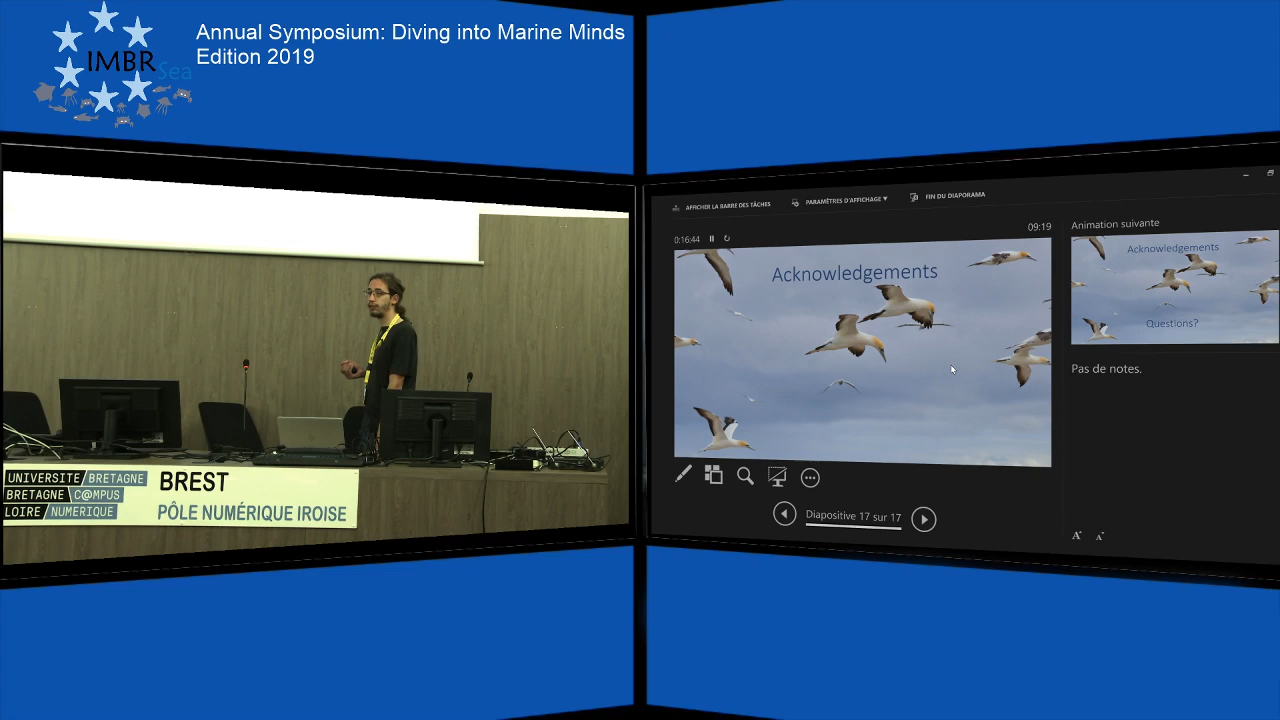 Annual Symposium: Diving into Marine Minds
Edition 2019
IMBRSea
AFFICHER LA BARRE DES TÂCHES
PARAMÈTRES D'AFFICHAGE ▼
FIN DU DIAPORAMA
0:16:44
09:19
Acknowledgements
Diapositive 17 sur 17
Animation suivante
Acknowledgements
Questions?
Pas de notes.
A
A
UNIVERSITE/BRETAGNE
BRETAGNE\C@MPUS
LOIRE/NUMERIQUE
BREST
PÔLE NUMÉRIQUE IROISE